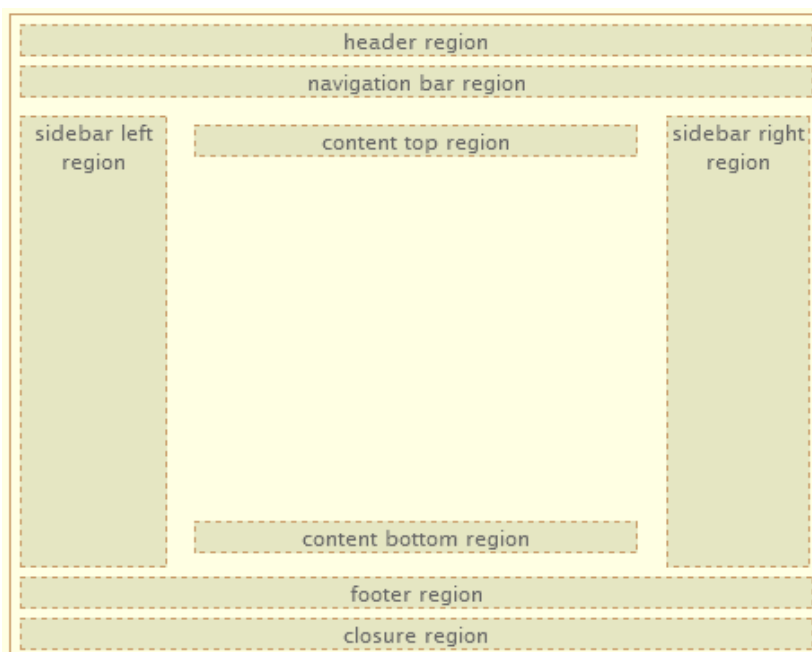 header region
navigation bar region
sidebar left
region
content top region
sidebar right
region
content bottom region
footer region
closure region